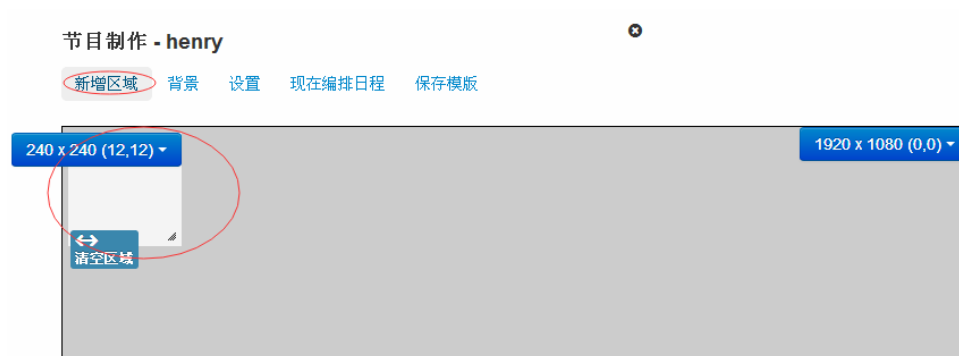 节目制作 - henry
新增区域 背景 设置 现在编排日程 保存模版
240 x 240 (12,12)
1920 x 1080 (0,0)
清空区域